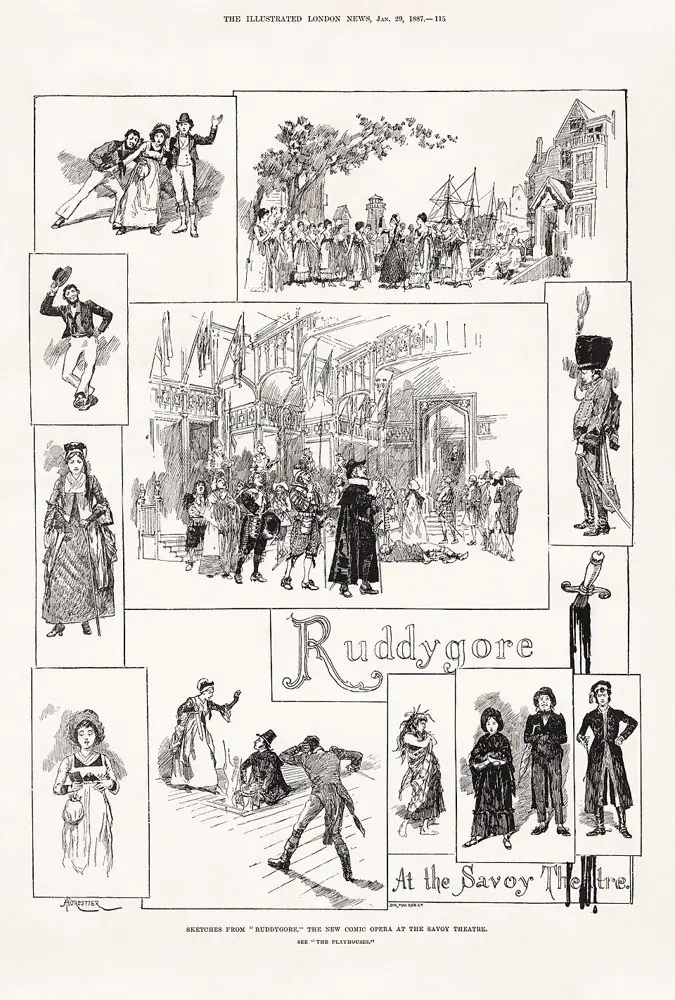 THE ILLUSTRATED LONDON NEWS, JAN. 29, 1887.—115
Ruddygore
At the Savoy Theatre.
A. FORESTIER
SKETCHES FROM "RUDDYGORE," THE NEW COMIC OPERA AT THE SAVOY THEATRE.
SEE "THE PLAYHOUSES."